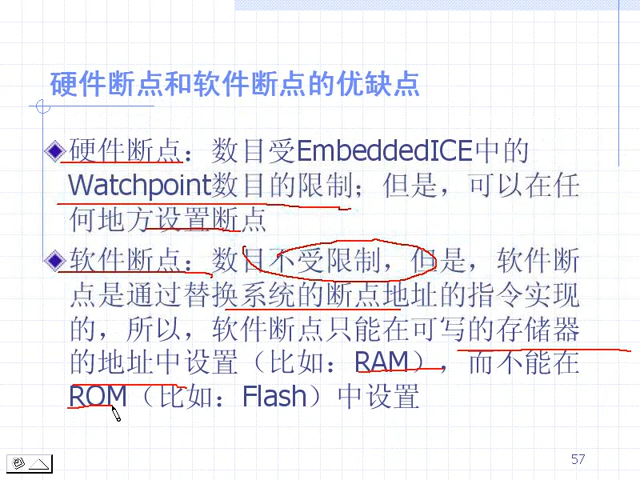 硬件断点和软件断点的优缺点
硬件断点：数目受EmbeddedICE中的
Watchpoint数目的限制；但是，可以在任
何地方设置断点
软件断点：数目不受限制，但是，软件断
点是通过替换系统的断点地址的指令实现
的，所以，软件断点只能在可写的存储器
的地址中设置（比如：RAM），而不能在
ROM（比如：Flash）中设置
57